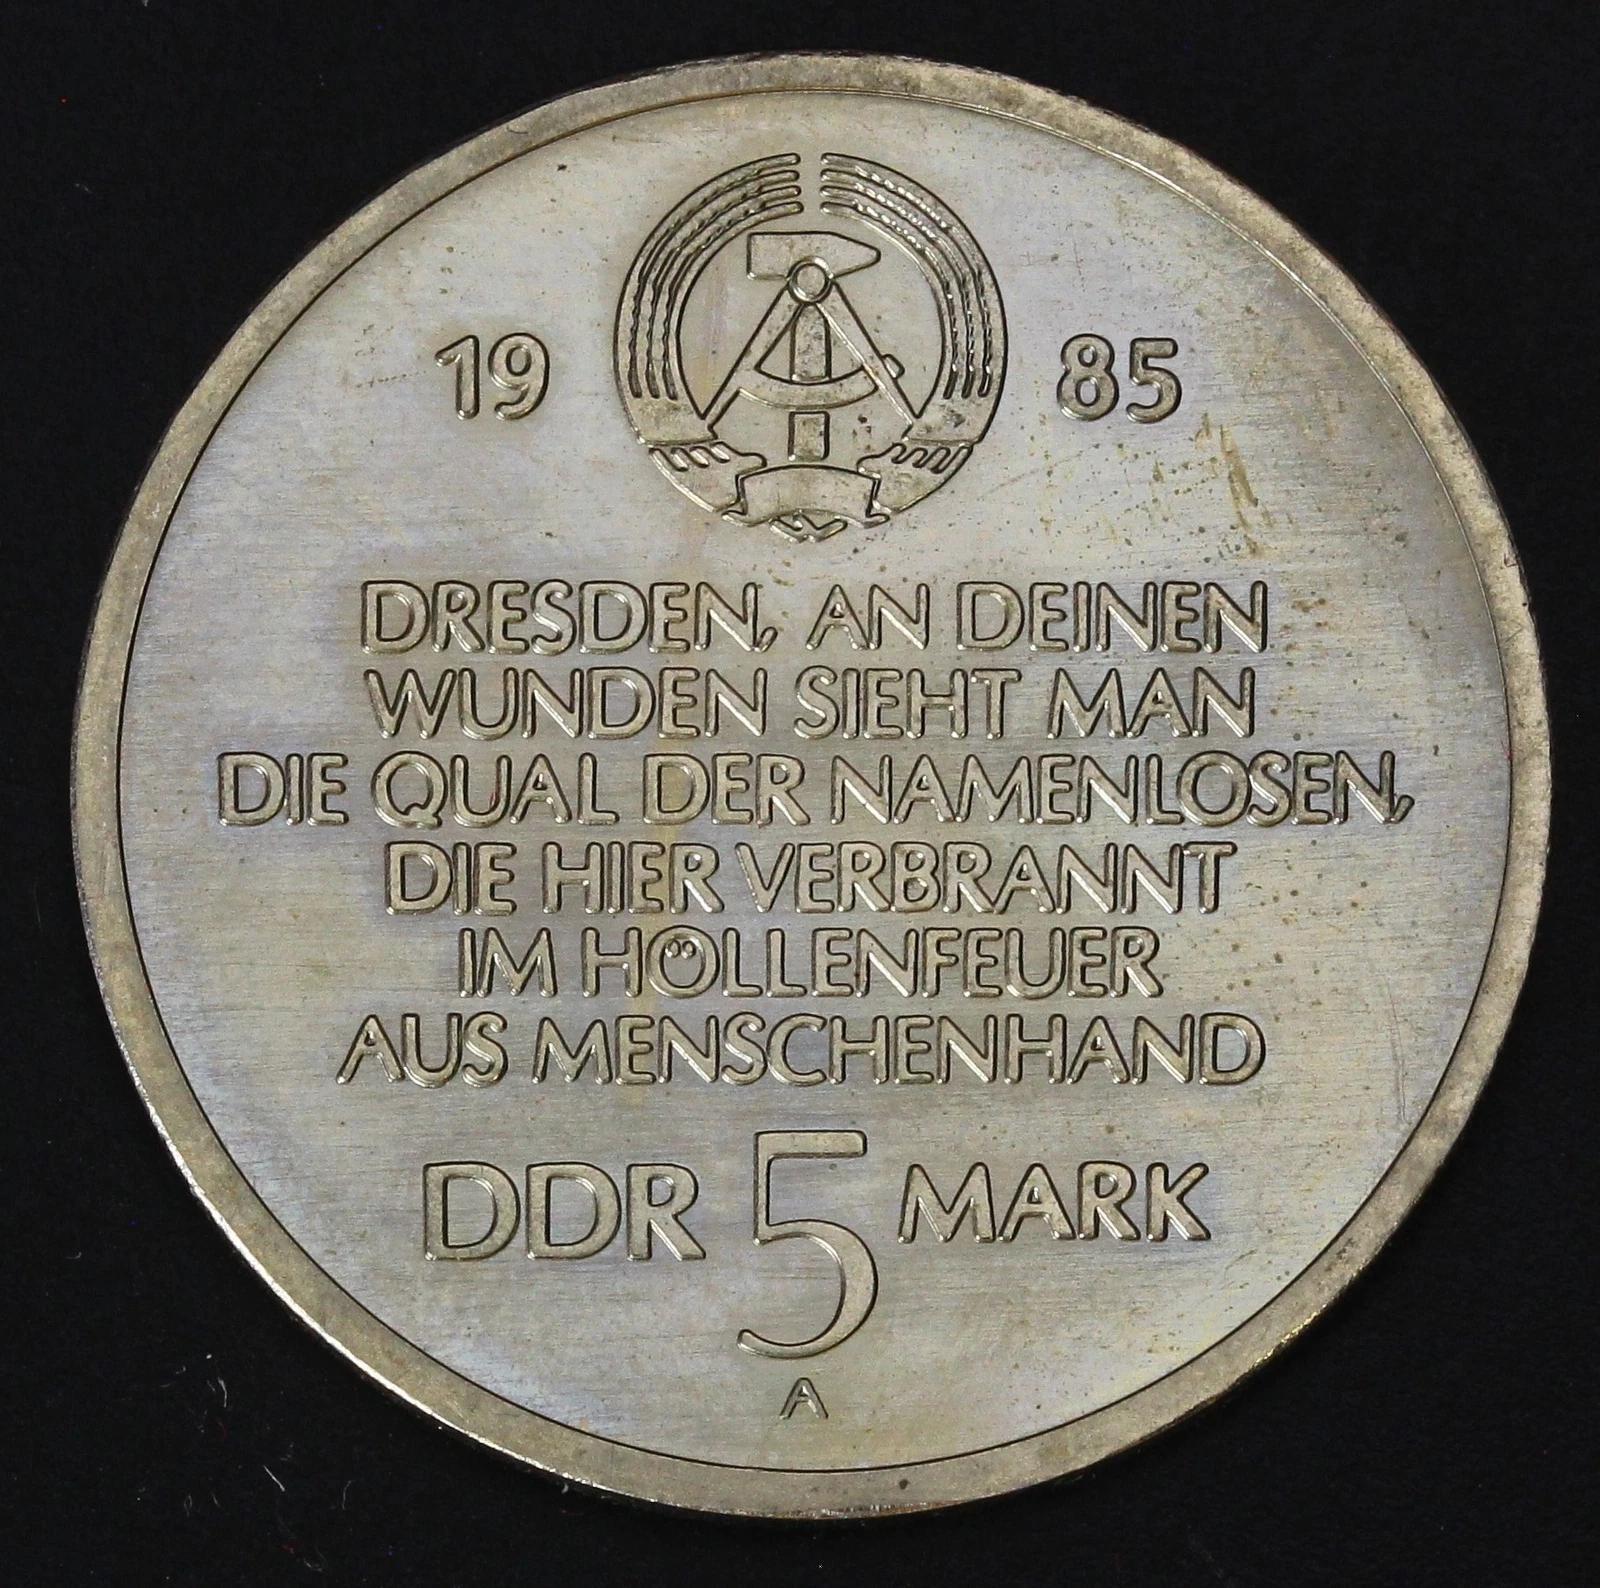 19 85
DRESDEN, AN DEINEN
WUNDEN SIEHT MAN
DIE QUAL DER NAMENLOSEN,
DIE HIER VERBRANNT
IM HÖLLENFEUER
AUS MENSCHENHAND
DDR 5 MARK
A